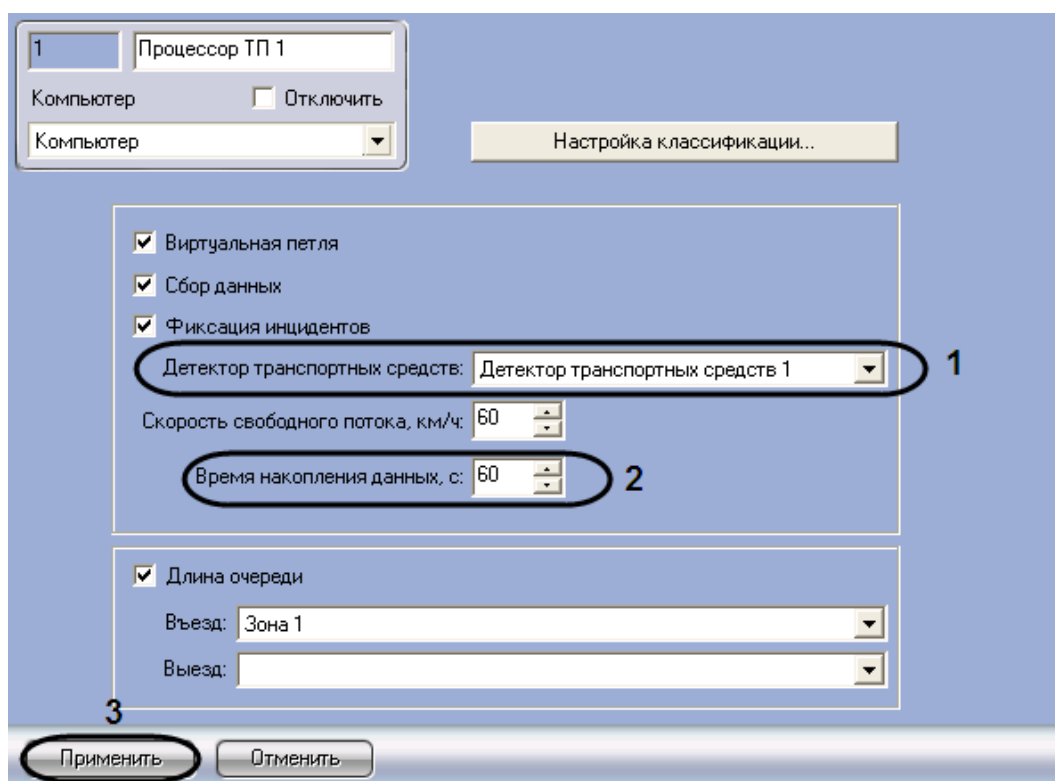 1 Процессор ТП 1
Компьютер Отключить
Компьютер
Настройка классификации...
Виртуальная петля
Сбор данных
Фиксация инцидентов
Детектор транспортных средств: Детектор транспортных средств 1 1
Скорость свободного потока, км/ч: 60
Время накопления данных, с: 60 2
Длина очереди
Въезд: Зона 1
Выезд:
3
Применить Отменить